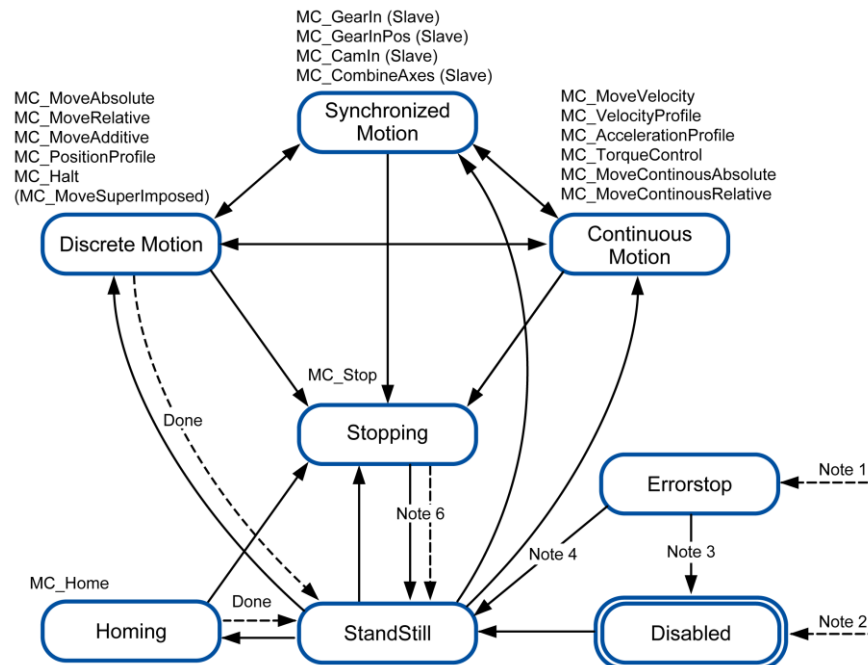 MC_GearIn (Slave)
MC_GearInPos (Slave)
MC_CamIn (Slave)
MC_CombineAxes (Slave)
Synchronized
Motion
MC_MoveAbsolute
MC_MoveRelative
MC_MoveAdditive
MC_PositionProfile
MC_Halt
(MC_MoveSuperImposed)
Discrete Motion
MC_MoveVelocity
MC_VelocityProfile
MC_AccelerationProfile
MC_TorqueControl
MC_MoveContinousAbsolute
MC_MoveContinousRelative
Continuous
Motion
MC_Stop
Stopping
Done
Note 6
Errorstop
Note 1
Note 4
Note 3
MC_Home
Homing
Done
StandStill
Disabled
Note 2